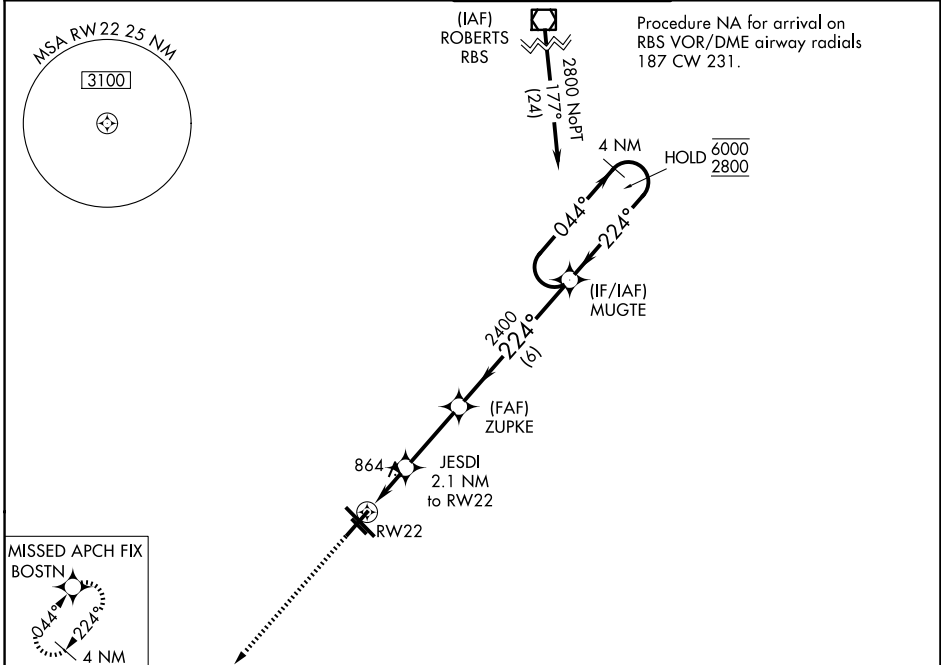 MSA RW22 25 NM
3100
(IAF)
ROBERTS
RBS
Procedure NA for arrival on
RBS VOR/DME airway radials
187 CW 231.
2800 NoPT
177°
(24)
4 NM
HOLD 6000
2800
044°
224°
(IF/IAF)
MUGTE
2400
224°
(6)
(FAF)
ZUPKE
864
JESDI
2.1 NM
to RW22
RW22
MISSED APCH FIX
BOSTN
044°
224°
4 NM